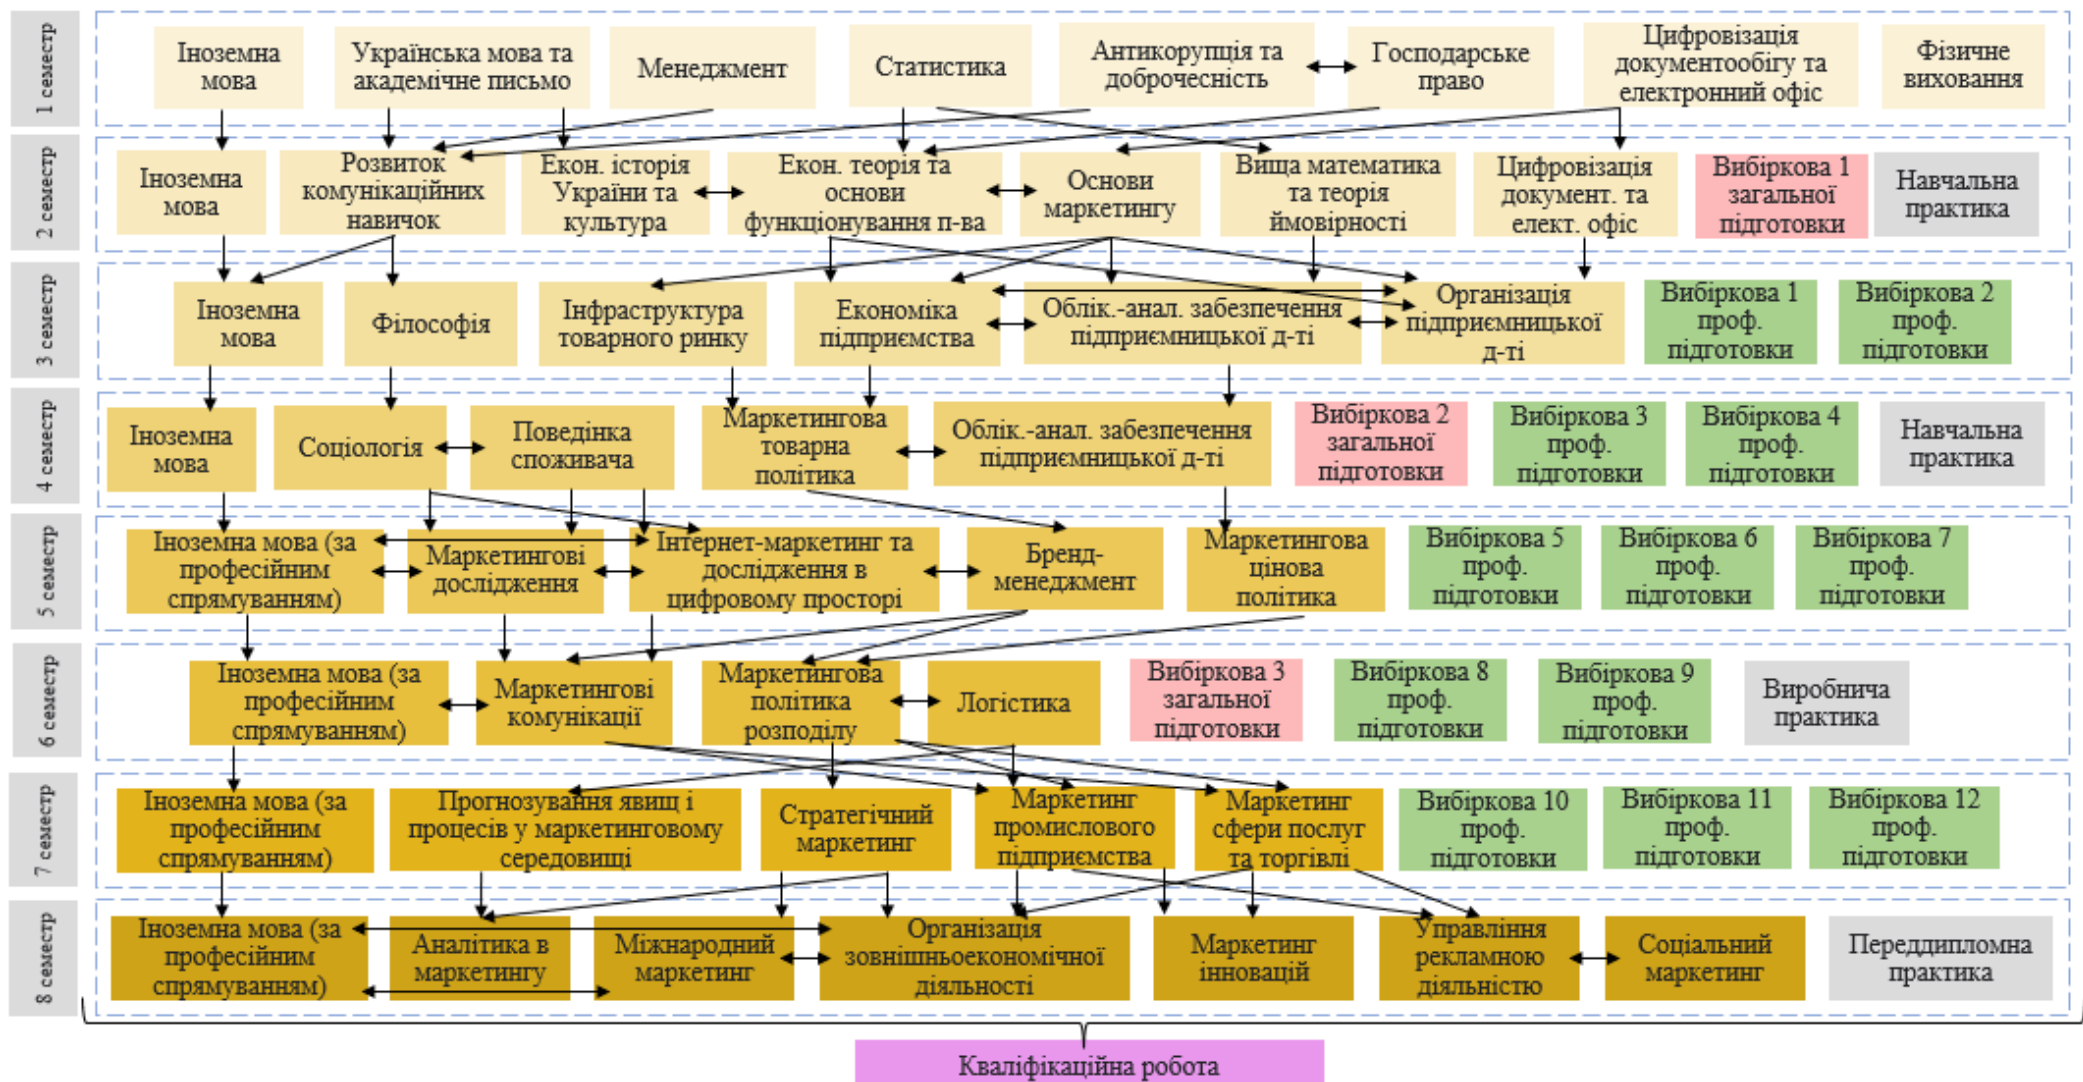 1 семестр
Іноземна
мова
Українська мова та
академічне письмо
Менеджмент
Статистика
Антикорупція та
доброчесність
Господарське
право
Цифровізація
документообігу та
електронний офіс
Фізичне
виховання
2 семестр
Іноземна
мова
Розвиток
комунікаційних
навичок
Екон. історія
України та
культура
Екон. теорія та
основи
функціонування п-ва
Основи
маркетингу
Вища математика
та теорія
ймовірності
Цифровізація
документ. та
елект. офіс
Вибіркова 1
загальної
підготовки
Навчальна
практика
3 семестр
Іноземна
мова
Філософія
Інфраструктура
товарного ринку
Економіка
підприємства
Облік.-анал. забезпечення
підприємницької д-ті
Організація
підприємницької
д-ті
Вибіркова 1
проф.
підготовки
Вибіркова 2
проф.
підготовки
4 семестр
Іноземна
мова
Соціологія
Поведінка
споживача
Маркетингова
товарна
політика
Облік.-анал. забезпечення
підприємницької д-ті
Вибіркова 2
загальної
підготовки
Вибіркова 3
проф.
підготовки
Вибіркова 4
проф.
підготовки
Навчальна
практика
5 семестр
Іноземна мова (за
професійним
спрямуванням)
Маркетингові
дослідження
Інтернет-маркетинг та
дослідження в
цифровому просторі
Бренд-
менеджмент
Маркетингова
цінова
політика
Вибіркова 5
проф.
підготовки
Вибіркова 6
проф.
підготовки
Вибіркова 7
проф.
підготовки
6 семестр
Іноземна мова (за
професійним
спрямуванням)
Маркетингові
комунікації
Маркетингова
політика
розподілу
Логістика
Вибіркова 3
загальної
підготовки
Вибіркова 8
проф.
підготовки
Вибіркова 9
проф.
підготовки
Виробнича
практика
7 семестр
Іноземна мова (за
професійним
спрямуванням)
Прогнозування явищ і
процесів у маркетинговому
середовищі
Стратегічний
маркетинг
Маркетинг
промислового
підприємства
Маркетинг
сфери послуг
та торгівлі
Вибіркова 10
проф.
підготовки
Вибіркова 11
проф.
підготовки
Вибіркова 12
проф.
підготовки
8 семестр
Іноземна мова (за
професійним
спрямуванням)
Аналітика в
маркетингу
Міжнародний
маркетинг
Організація
зовнішньоекономічної
діяльності
Маркетинг
інновацій
Управління
рекламною
діяльністю
Соціальний
маркетинг
Переддипломна
практика
Кваліфікаційна робота